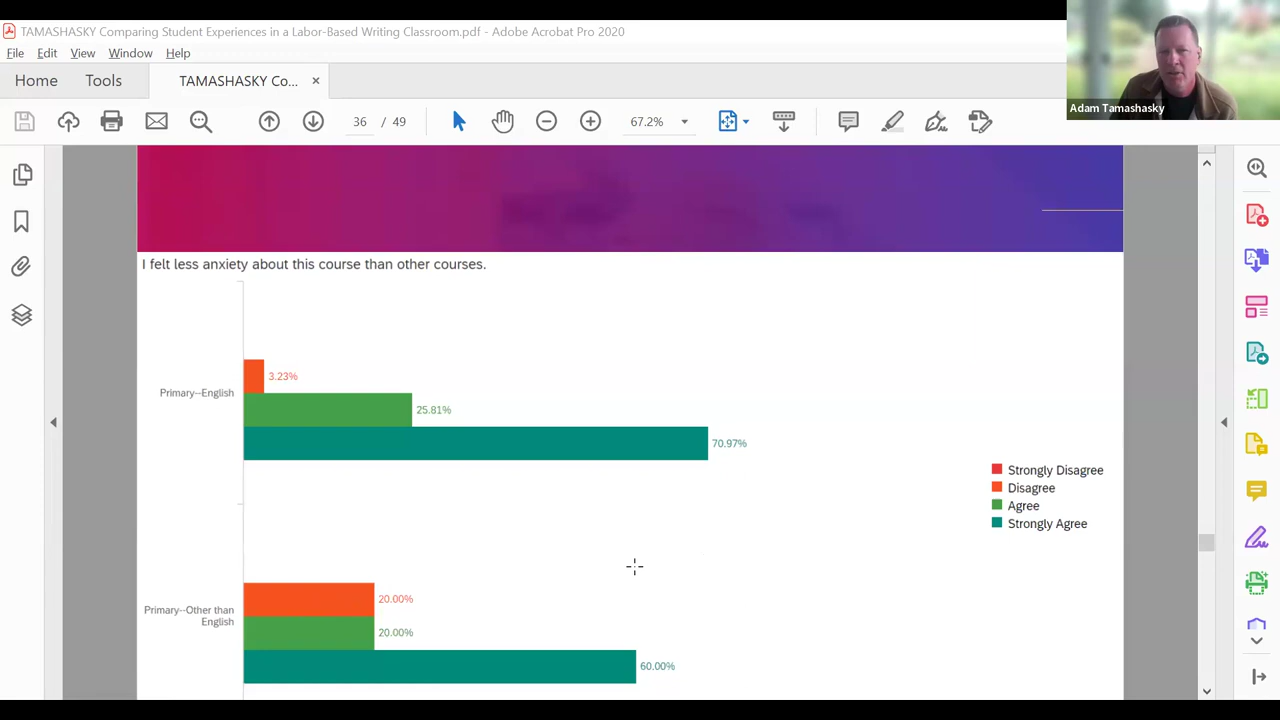 TAMASHASKY Comparing Student Experiences in a Labor-Based Writing Classroom.pdf - Adobe Acrobat Pro 2020
File Edit View Window Help
Home Tools TAMASHASKY Co... ×
36 / 49 67.2%
Adam Tamashasky
I felt less anxiety about this course than other courses.
3.23%
Primary--English
25.81%
70.97%
Strongly Disagree
Disagree
Agree
Strongly Agree
20.00%
Primary--Other than
English
20.00%
60.00%